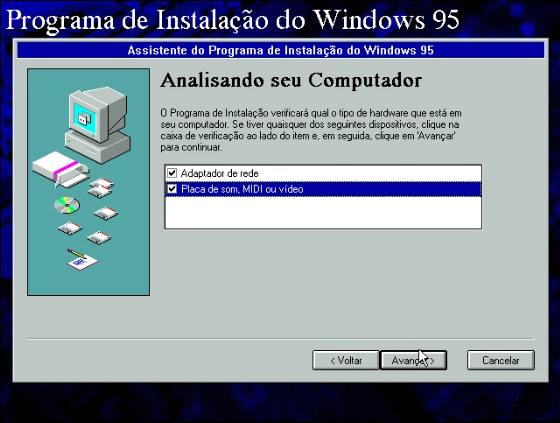 Programa de Instalação do Windows 95
Assistente do Programa de Instalação do Windows 95
Analisando seu Computador
O Programa de Instalação verificará qual o tipo de hardware que está em
seu computador. Se tiver quaisquer dos seguintes dispositivos, clique na
caixa de verificação ao lado do item e, em seguida, clique em 'Avançar'
para continuar.
Adaptador de rede
Placa de som, MIDI ou vídeo
< Voltar
Avançar >
Cancelar